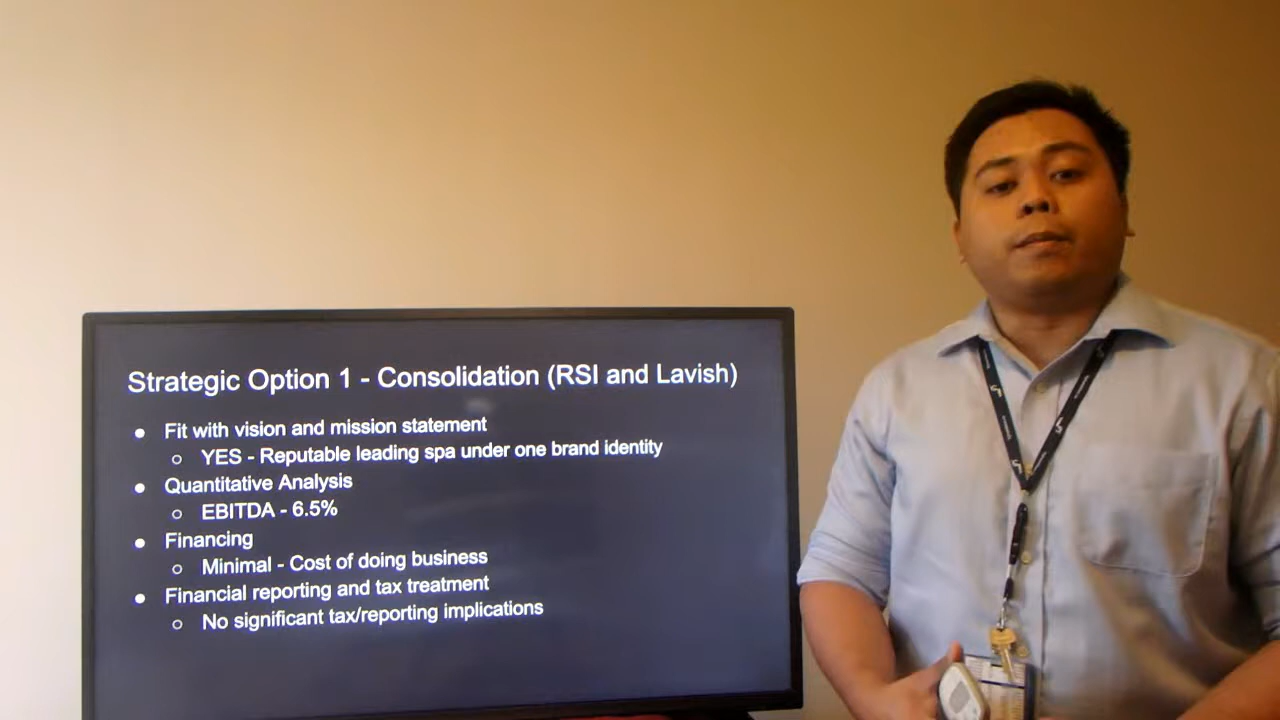 Strategic Option 1 - Consolidation (RSI and Lavish)
● Fit with vision and mission statement
○ YES - Reputable leading spa under one brand identity
● Quantitative Analysis
○ EBITDA - 6.5%
● Financing
○ Minimal - Cost of doing business
● Financial reporting and tax treatment
○ No significant tax/reporting implications